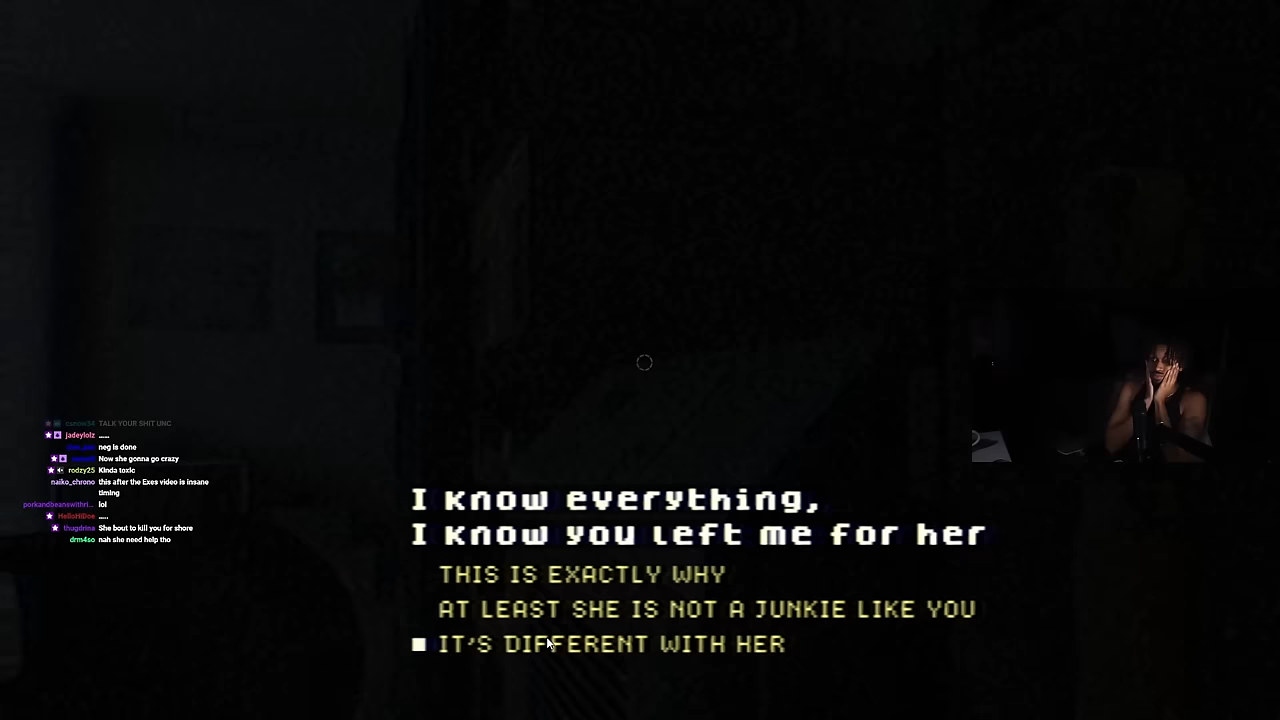 TALK YOUR SHIT UNC
jadeylolz .....
neg is done
Now she gonna go crazy
rodzy25 Kinda toxic
naiko_chrono this after the Exes video is insane
timing
porkandbeanswithri... lol
HelloHiDoe .....
thugdrina She bout to kill you for shore
drm4so nah she need help tho
I know everything,
I know you left me for her
THIS IS EXACTLY WHY
AT LEAST SHE IS NOT A JUNKIE LIKE YOU
IT'S DIFFERENT WITH HER